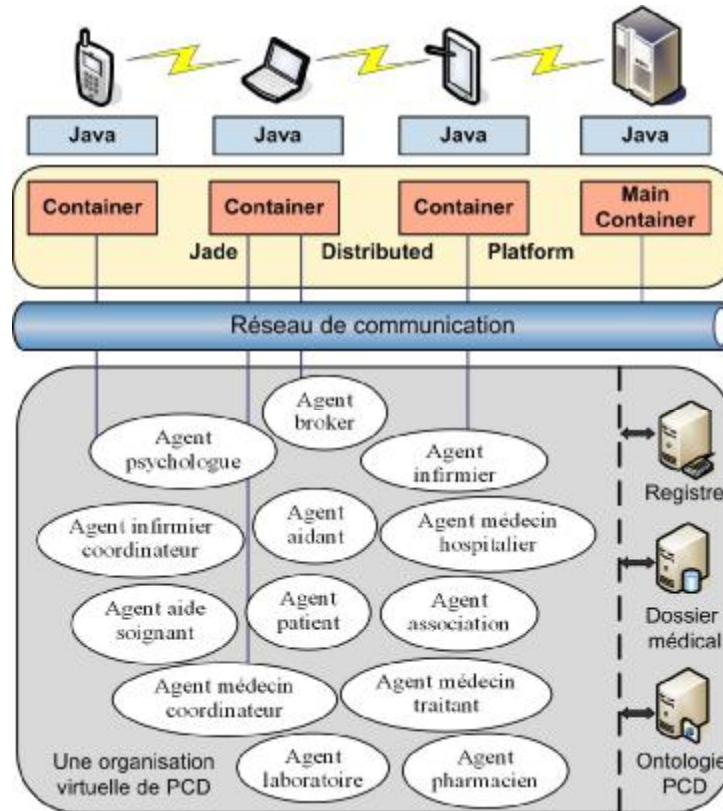 Java
Java
Java
Java
Container
Container
Container
Main
Container
Jade Distributed Platform
Réseau de communication
Agent
broker
Agent
psychologue
Agent
infirmier
Registre
Agent infirmier
coordinateur
Agent
aidant
Agent médecin
hospitalier
Agent aide
soignant
Agent
patient
Agent
association
Dossier
médical
Agent médecin
coordinateur
Agent médecin
traitant
Une organisation
virtuelle de PCD
Agent
laboratoire
Agent
pharmacien
Ontologie
PCD